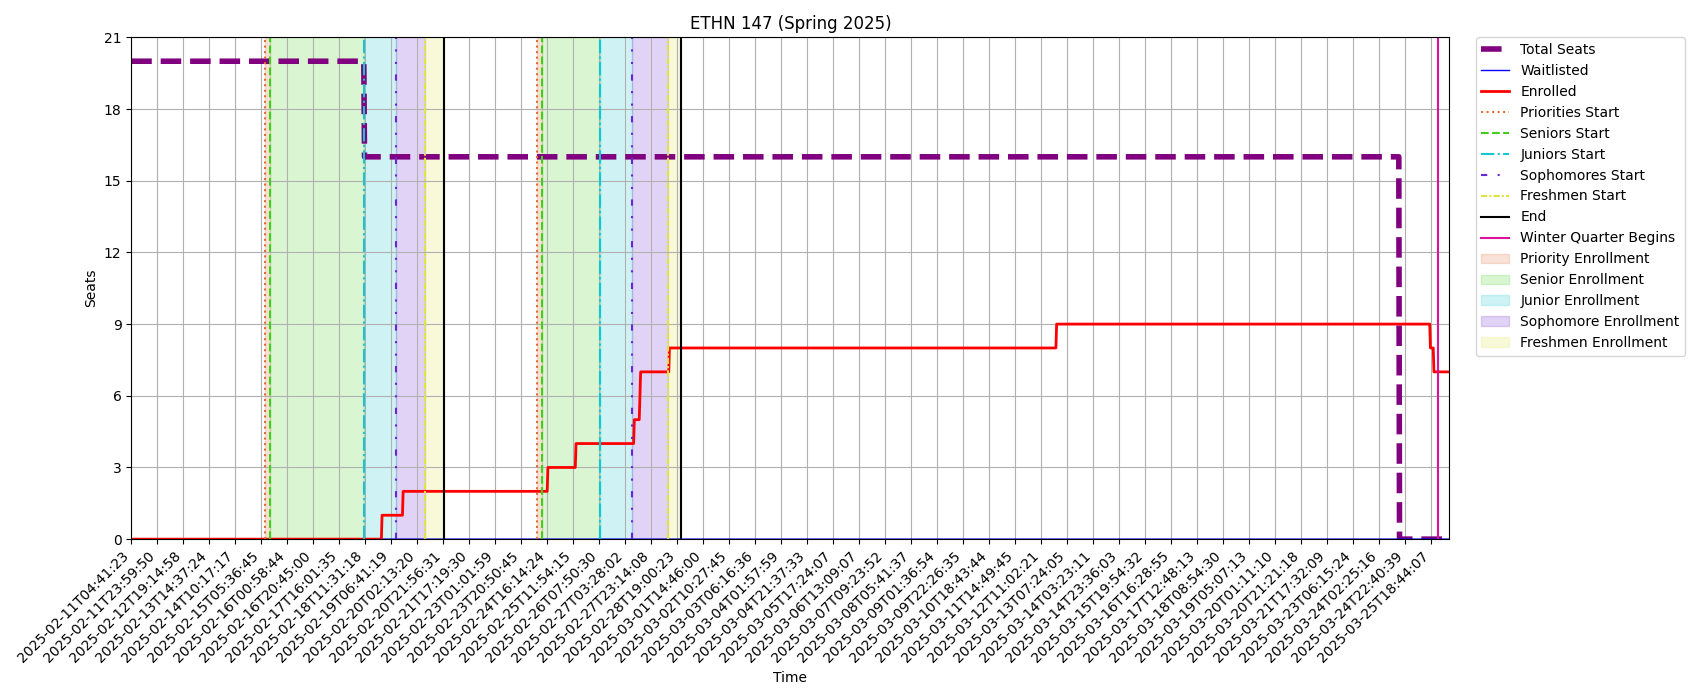 ETHN 147 (Spring 2025)
21
18
15
12
9
6
3
0
Seats
2025-02-11T04:41:23
2025-02-11T23:59:50
2025-02-12T19:14:58
2025-02-13T14:37:24
2025-02-14T10:17:17
2025-02-15T05:36:45
2025-02-16T00:58:44
2025-02-16T20:45:00
2025-02-17T16:01:35
2025-02-18T11:31:18
2025-02-19T06:41:19
2025-02-20T02:13:20
2025-02-20T21:56:31
2025-02-21T17:19:30
2025-02-23T01:01:59
2025-02-23T20:50:45
2025-02-24T16:14:24
2025-02-25T11:54:15
2025-02-26T07:50:30
2025-02-27T03:28:02
2025-02-27T23:14:08
2025-02-28T19:00:23
2025-03-01T14:46:00
2025-03-02T10:27:45
2025-03-03T06:16:36
2025-03-04T01:57:59
2025-03-04T21:37:33
2025-03-05T17:24:07
2025-03-06T13:09:07
2025-03-07T09:23:52
2025-03-08T05:41:37
2025-03-09T01:36:54
2025-03-09T22:26:35
2025-03-10T18:43:44
2025-03-11T14:49:45
2025-03-12T11:02:21
2025-03-13T07:24:05
2025-03-14T03:23:11
2025-03-14T23:36:03
2025-03-15T19:54:32
2025-03-16T16:28:55
2025-03-17T12:48:13
2025-03-18T08:54:30
2025-03-19T05:07:13
2025-03-20T01:11:10
2025-03-20T21:21:18
2025-03-21T17:32:09
2025-03-23T06:15:24
2025-03-24T02:25:16
2025-03-24T22:40:39
2025-03-25T18:44:07
Time
Total Seats
Waitlisted
Enrolled
Priorities Start
Seniors Start
Juniors Start
Sophomores Start
Freshmen Start
End
Winter Quarter Begins
Priority Enrollment
Senior Enrollment
Junior Enrollment
Sophomore Enrollment
Freshmen Enrollment